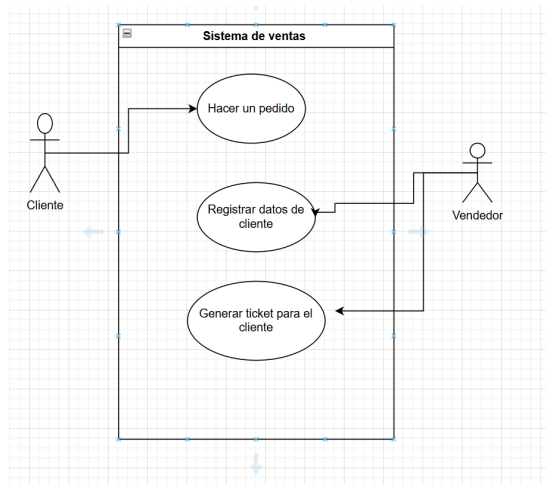 Sistema de ventas
Hacer un pedido
Cliente
Registrar datos de
cliente
Vendedor
Generar ticket para el
cliente